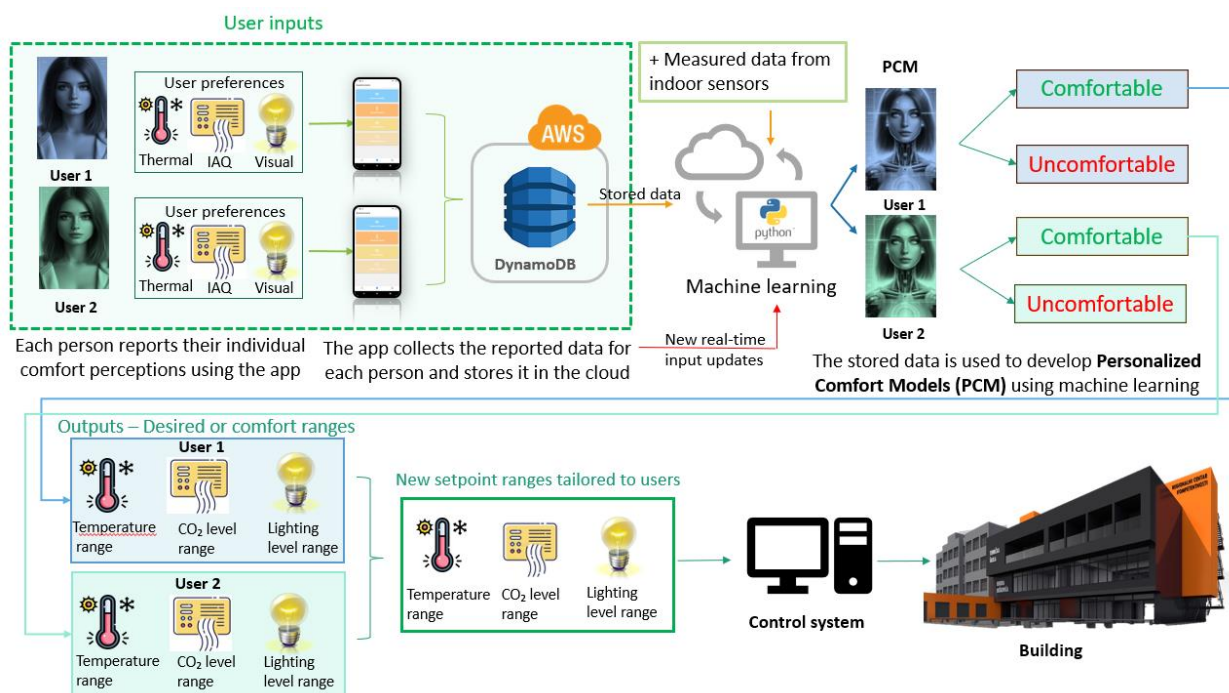 User inputs
User preferences
Thermal IAQ Visual
User 1
User preferences
Thermal IAQ Visual
User 2
AWS
DynamoDB
Stored data
+ Measured data from
indoor sensors
python
Machine learning
New real-time
input updates
PCM
User 1
User 2
Comfortable
Uncomfortable
Comfortable
Uncomfortable
Each person reports their individual
comfort perceptions using the app
The app collects the reported data for
each person and stores it in the cloud
The stored data is used to develop Personalized
Comfort Models (PCM) using machine learning
Outputs – Desired or comfort ranges
User 1
Temperature
range
CO₂ level
range
Lighting
level range
User 2
Temperature
range
CO₂ level
range
Lighting
level range
New setpoint ranges tailored to users
Temperature
range
CO₂ level
range
Lighting
level range
Control system
Building